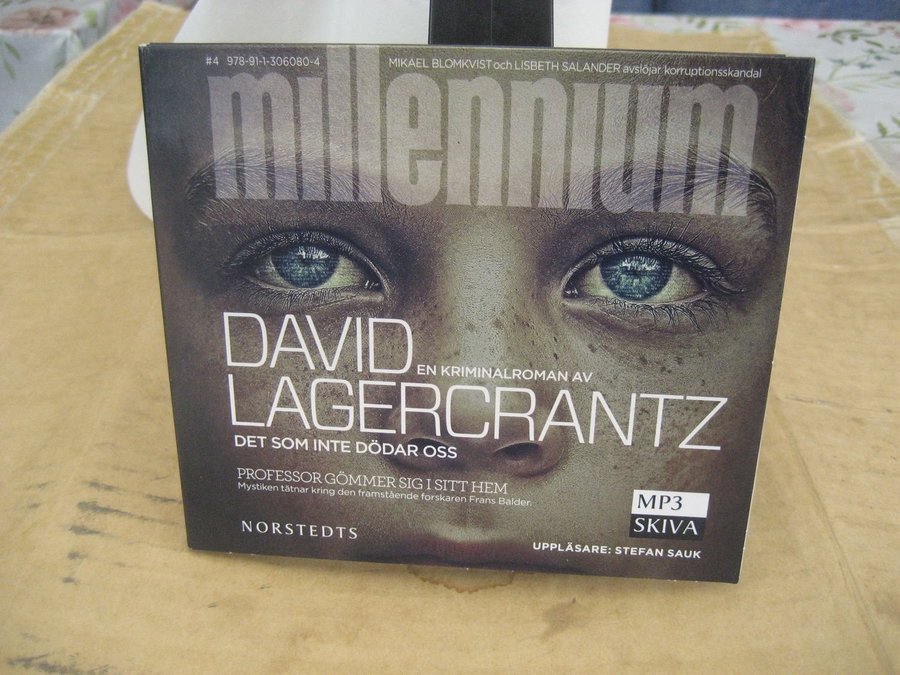 #4 978-91-1-306080-4
MIKAEL BLOMKVIST och LISBETH SALANDER avslöjar korruptionsskandal
millennium
DAVID
EN KRIMINALROMAN AV
LAGERCRANTZ
DET SOM INTE DÖDAR OSS
PROFESSOR GÖMMER SIG I SITT HEM
Mystiken tätnar kring den framstående forskaren Frans Balder.
MP3
SKIVA
NORSTEDTS
UPPLÄSARE: STEFAN SAUK